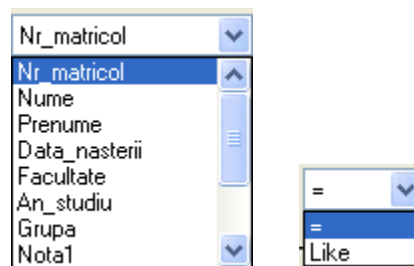 Nr_matricol
Nr_matricol
Nume
Prenume
Data_nasterii
Facultate
An_studiu
Grupa
Nota1
=
=
Like